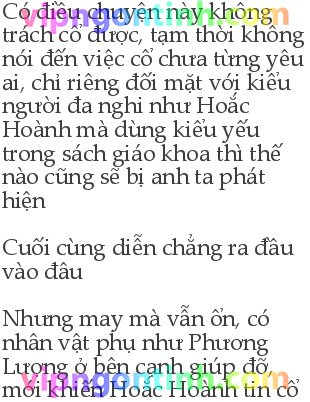 Có điều chuyện này không
trách cổ được, tạm thời không
nói đến việc cổ chưa từng yêu
ai, chỉ riêng đối mặt với kiểu
người đa nghi như Hoắc
Hoành mà dùng kiểu yếu
trong sách giáo khoa thì thế
nào cũng sẽ bị anh ta phát
hiện
Cuối cùng diễn chẳng ra đầu
vào đâu
Nhưng may mà vẫn ổn, có
nhân vật phụ như Phương
Lương ở bên cạnh giúp đỡ,
mới khiến Hoắc Hoành tin cổ
vipngontinh.com
vipngontinh.com